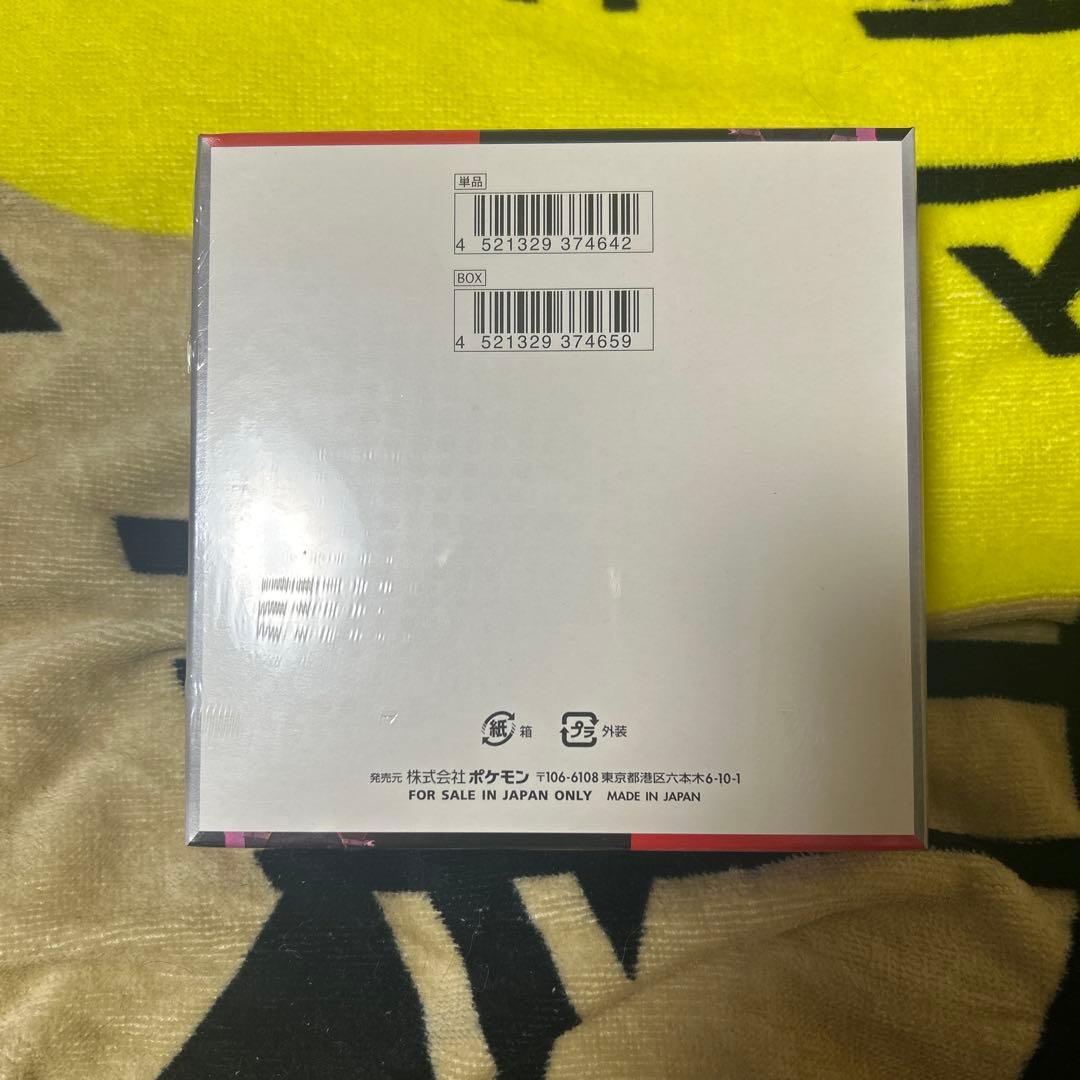 単品
4 521329 374642
BOX
4 521329 374659
紙 箱 プラ 外装
発売元 株式会社 ポケモン 〒106-6108 東京都港区六本木6-10-1
FOR SALE IN JAPAN ONLY MADE IN JAPAN